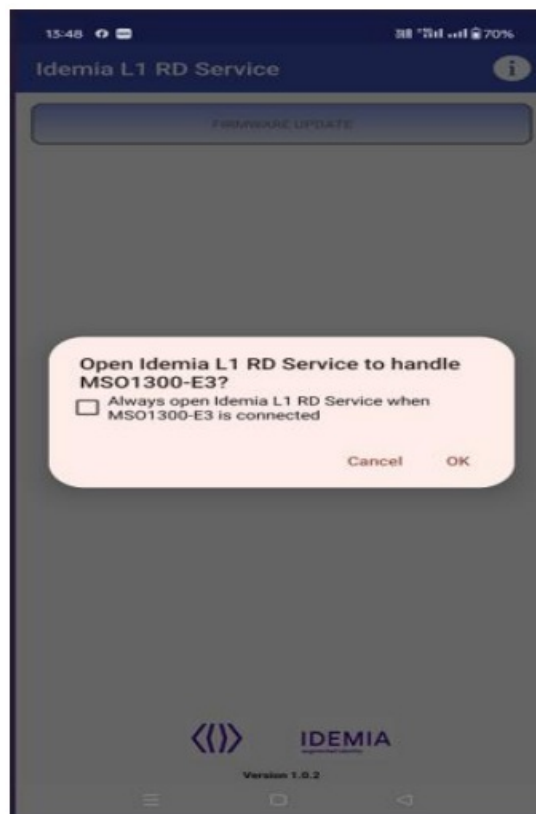 15:48
70%
Idemia L1 RD Service
i
FIRMWARE UPDATE
Open Idemia L1 RD Service to handle
MSO1300-E3?
Always open Idemia L1 RD Service when
MSO1300-E3 is connected
Cancel OK
IDEMIA
Version 1.0.2